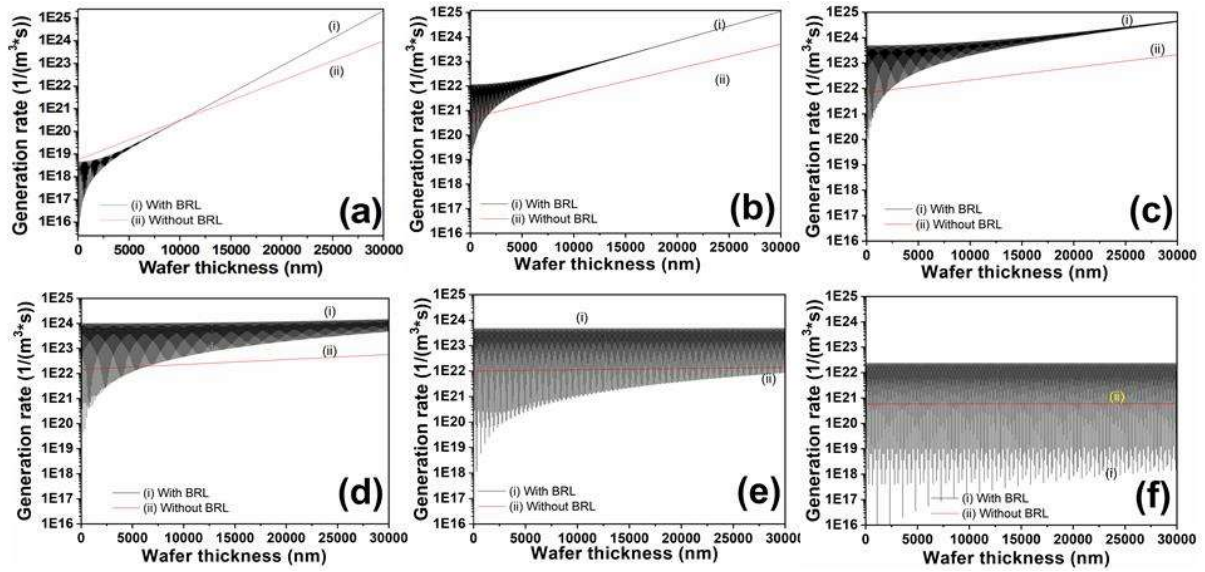 Generation rate (1/(m³*s))
1E25
1E24
1E23
1E22
1E21
1E20
1E19
1E18
1E17
1E16
(i)
(ii)
(i) With BRL
(ii) Without BRL
(a)
0 5000 10000 15000 20000 25000 30000
Wafer thickness (nm)
Generation rate (1/(m³*s))
1E25
1E24
1E23
1E22
1E21
1E20
1E19
1E18
1E17
1E16
(i)
(ii)
(i) With BRL
(ii) Without BRL
(b)
0 5000 10000 15000 20000 25000 30000
Wafer thickness (nm)
Generation rate (1/(m³*s))
1E25
1E24
1E23
1E22
1E21
1E20
1E19
1E18
1E17
1E16
(i)
(ii)
(i) With BRL
(ii) Without BRL
(c)
0 5000 10000 15000 20000 25000 30000
Wafer thickness (nm)
Generation rate (1/(m³*s))
1E25
1E24
1E23
1E22
1E21
1E20
1E19
1E18
1E17
1E16
(i)
(ii)
(i) With BRL
(ii) Without BRL
(d)
0 5000 10000 15000 20000 25000 30000
Wafer thickness (nm)
Generation rate (1/(m³*s))
1E25
1E24
1E23
1E22
1E21
1E20
1E19
1E18
1E17
1E16
(i)
(ii)
(i) With BRL
(ii) Without BRL
(e)
0 5000 10000 15000 20000 25000 30000
Wafer thickness (nm)
Generation rate (1/(m³*s))
1E25
1E24
1E23
1E22
1E21
1E20
1E19
1E18
1E17
1E16
(ii)
(i)
(i) With BRL
(ii) Without BRL
(f)
0 5000 10000 15000 20000 25000 30000
Wafer thickness (nm)